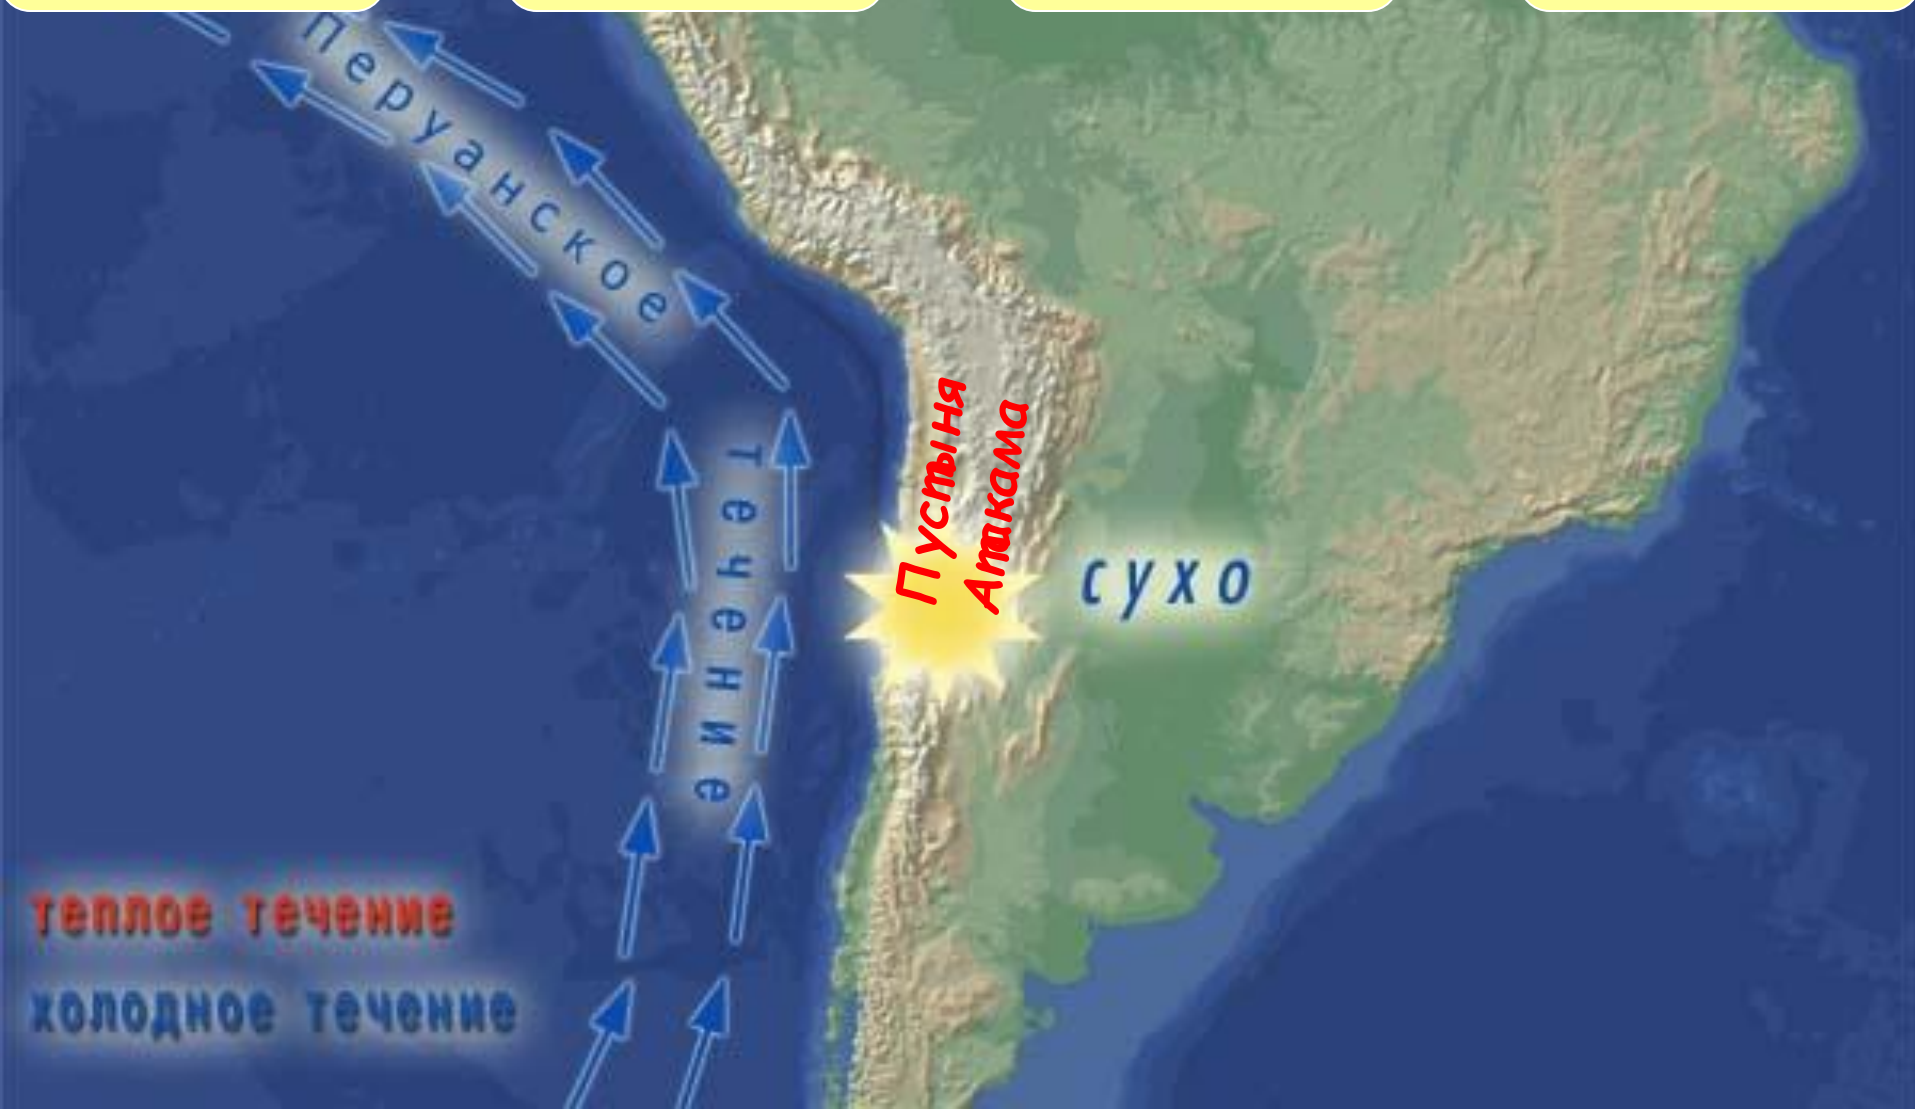 Перуанское
течение
Пустыня
Атакама
сухо
теплое течение
холодное течение